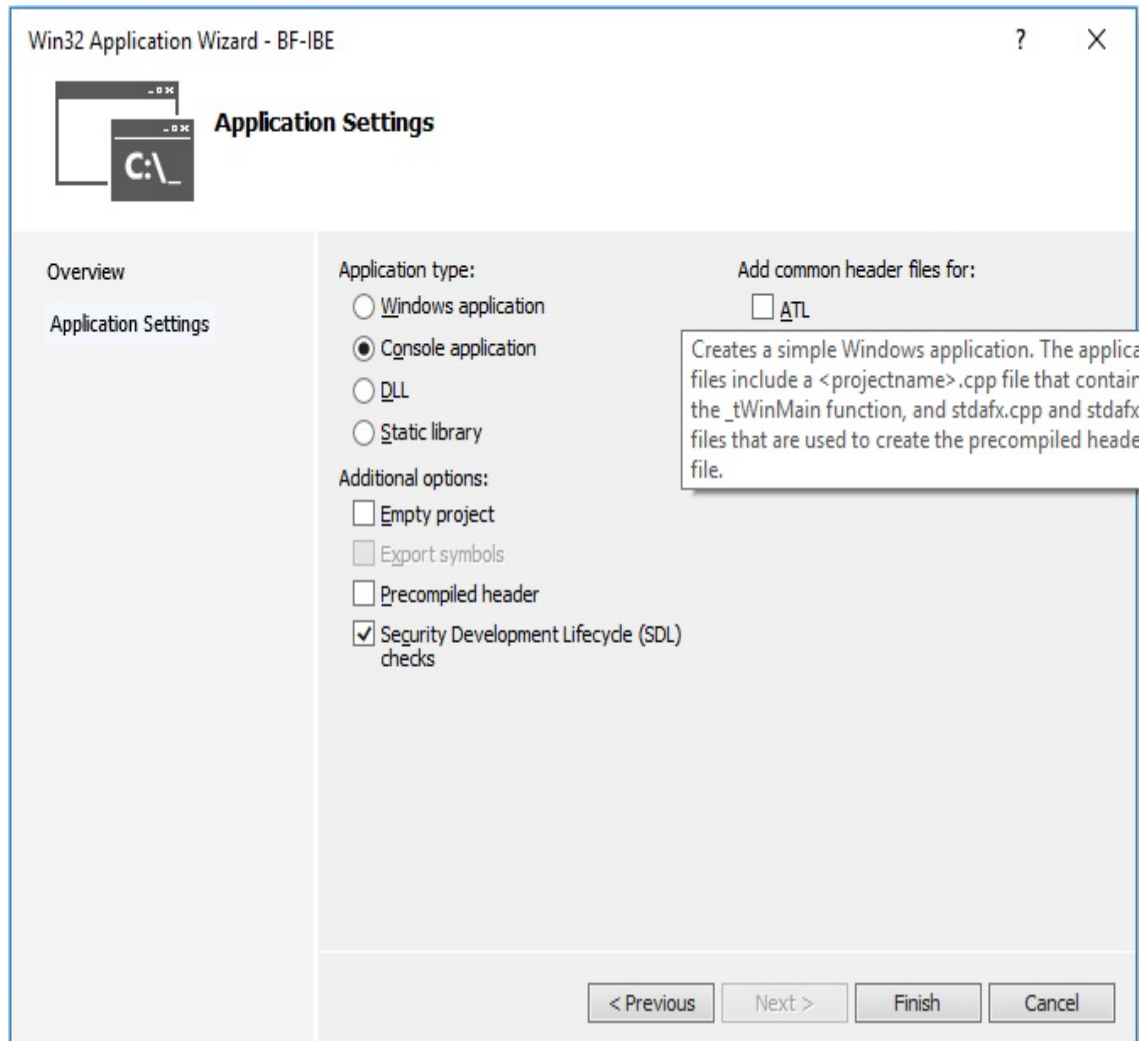 Win32 Application Wizard - BF-IBE
?
X
C:\_
Application Settings
Overview
Application Settings
Application type:
Windows application
Console application
DLL
Static library
Additional options:
Empty project
Export symbols
Precompiled header
Security Development Lifecycle (SDL)
checks
Add common header files for:
ATL
Creates a simple Windows application. The applica
files include a <projectname>.cpp file that contain
the _tWinMain function, and stdafx.cpp and stdafx
files that are used to create the precompiled heade
file.
< Previous
Next >
Finish
Cancel